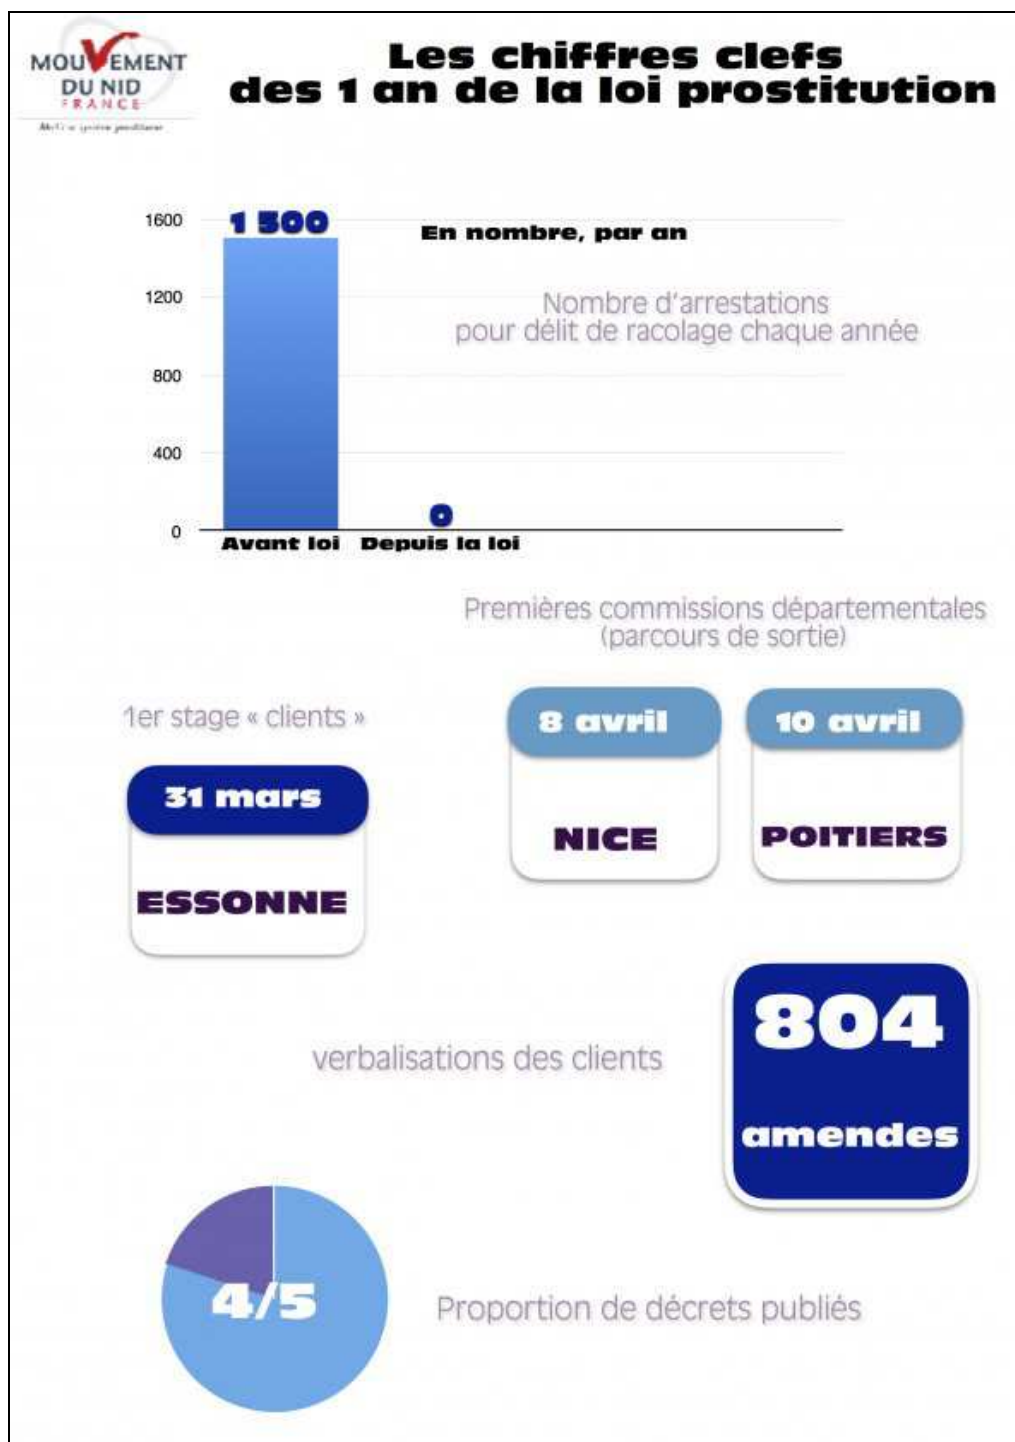 MOUVEMENT
DU NID
FRANCE
Les chiffres clefs
des 1 an de la loi prostitution
1600
1 500
En nombre, par an
1200
Nombre d'arrestations
pour délit de racolage chaque année
800
400
0
0
Avant loi Depuis la loi
Premières commissions départementales
(parcours de sortie)
1er stage « clients »
8 avril
10 avril
31 mars
NICE
POITIERS
ESSONNE
804
verbalisations des clients
amendes
4/5
Proportion de décrets publiés